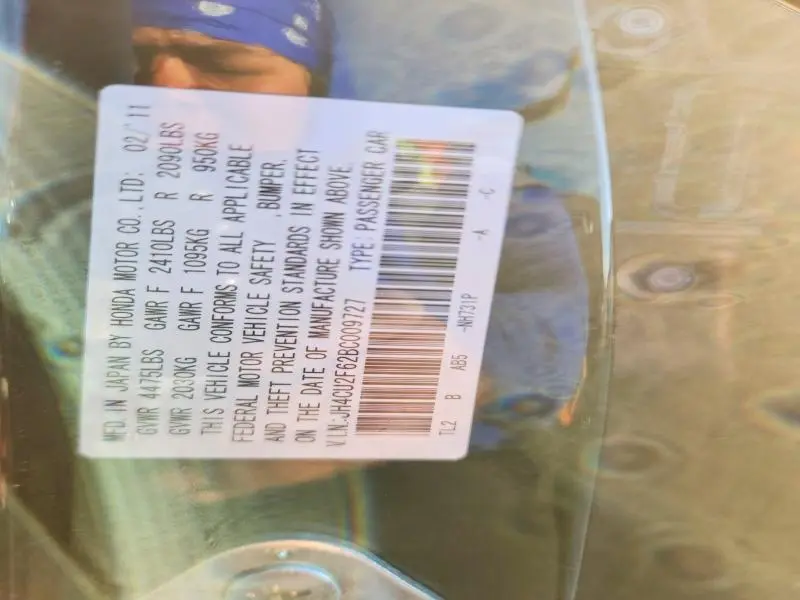 MFD IN JAPAN BY HONDA MOTOR CO.,LTD: 02/'11
GVWR 4475LBS GAWR F 2410LBS R 2090LBS
GVWR 2030KG GAWR F 1095KG R 950KG
THIS VEHICLE CONFORMS TO ALL APPLICABLE
FEDERAL MOTOR VEHICLE SAFETY , BUMPER,
AND THEFT PREVENTION STANDARDS IN EFFECT
ON THE DATE OF MANUFACTURE SHOWN ABOVE.
V.I.N.:JH4CU2F62BC009727 TYPE:PASSENGER CAR
TL2 B AB5 -NH731P -A -C